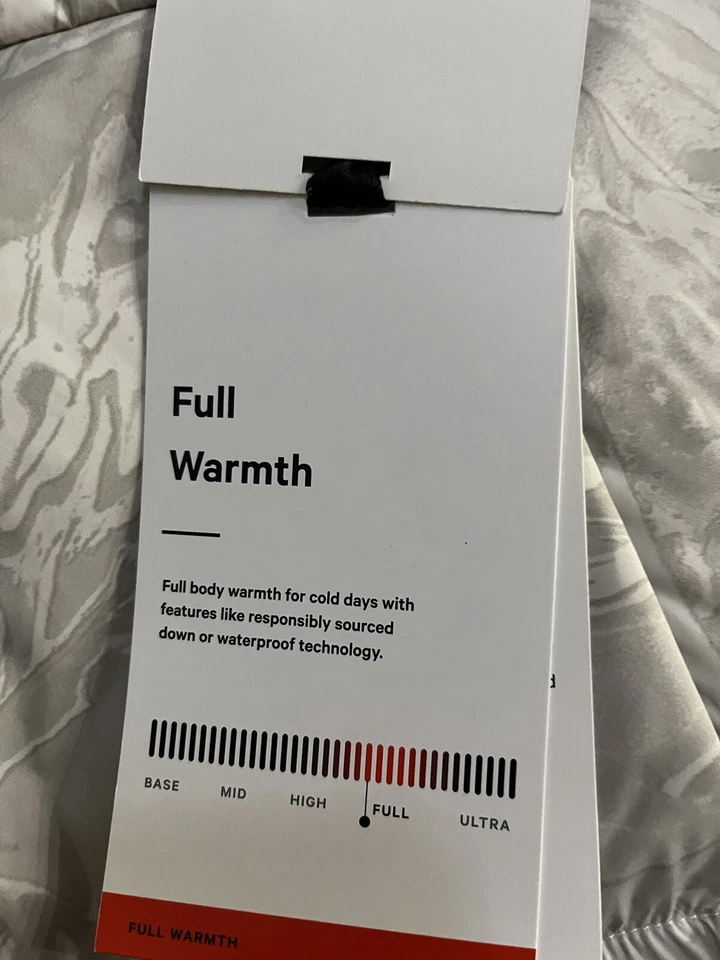 Full
Warmth
Full body warmth for cold days with
features like responsibly sourced
down or waterproof technology.
BASE MID HIGH FULL ULTRA
FULL WARMTH